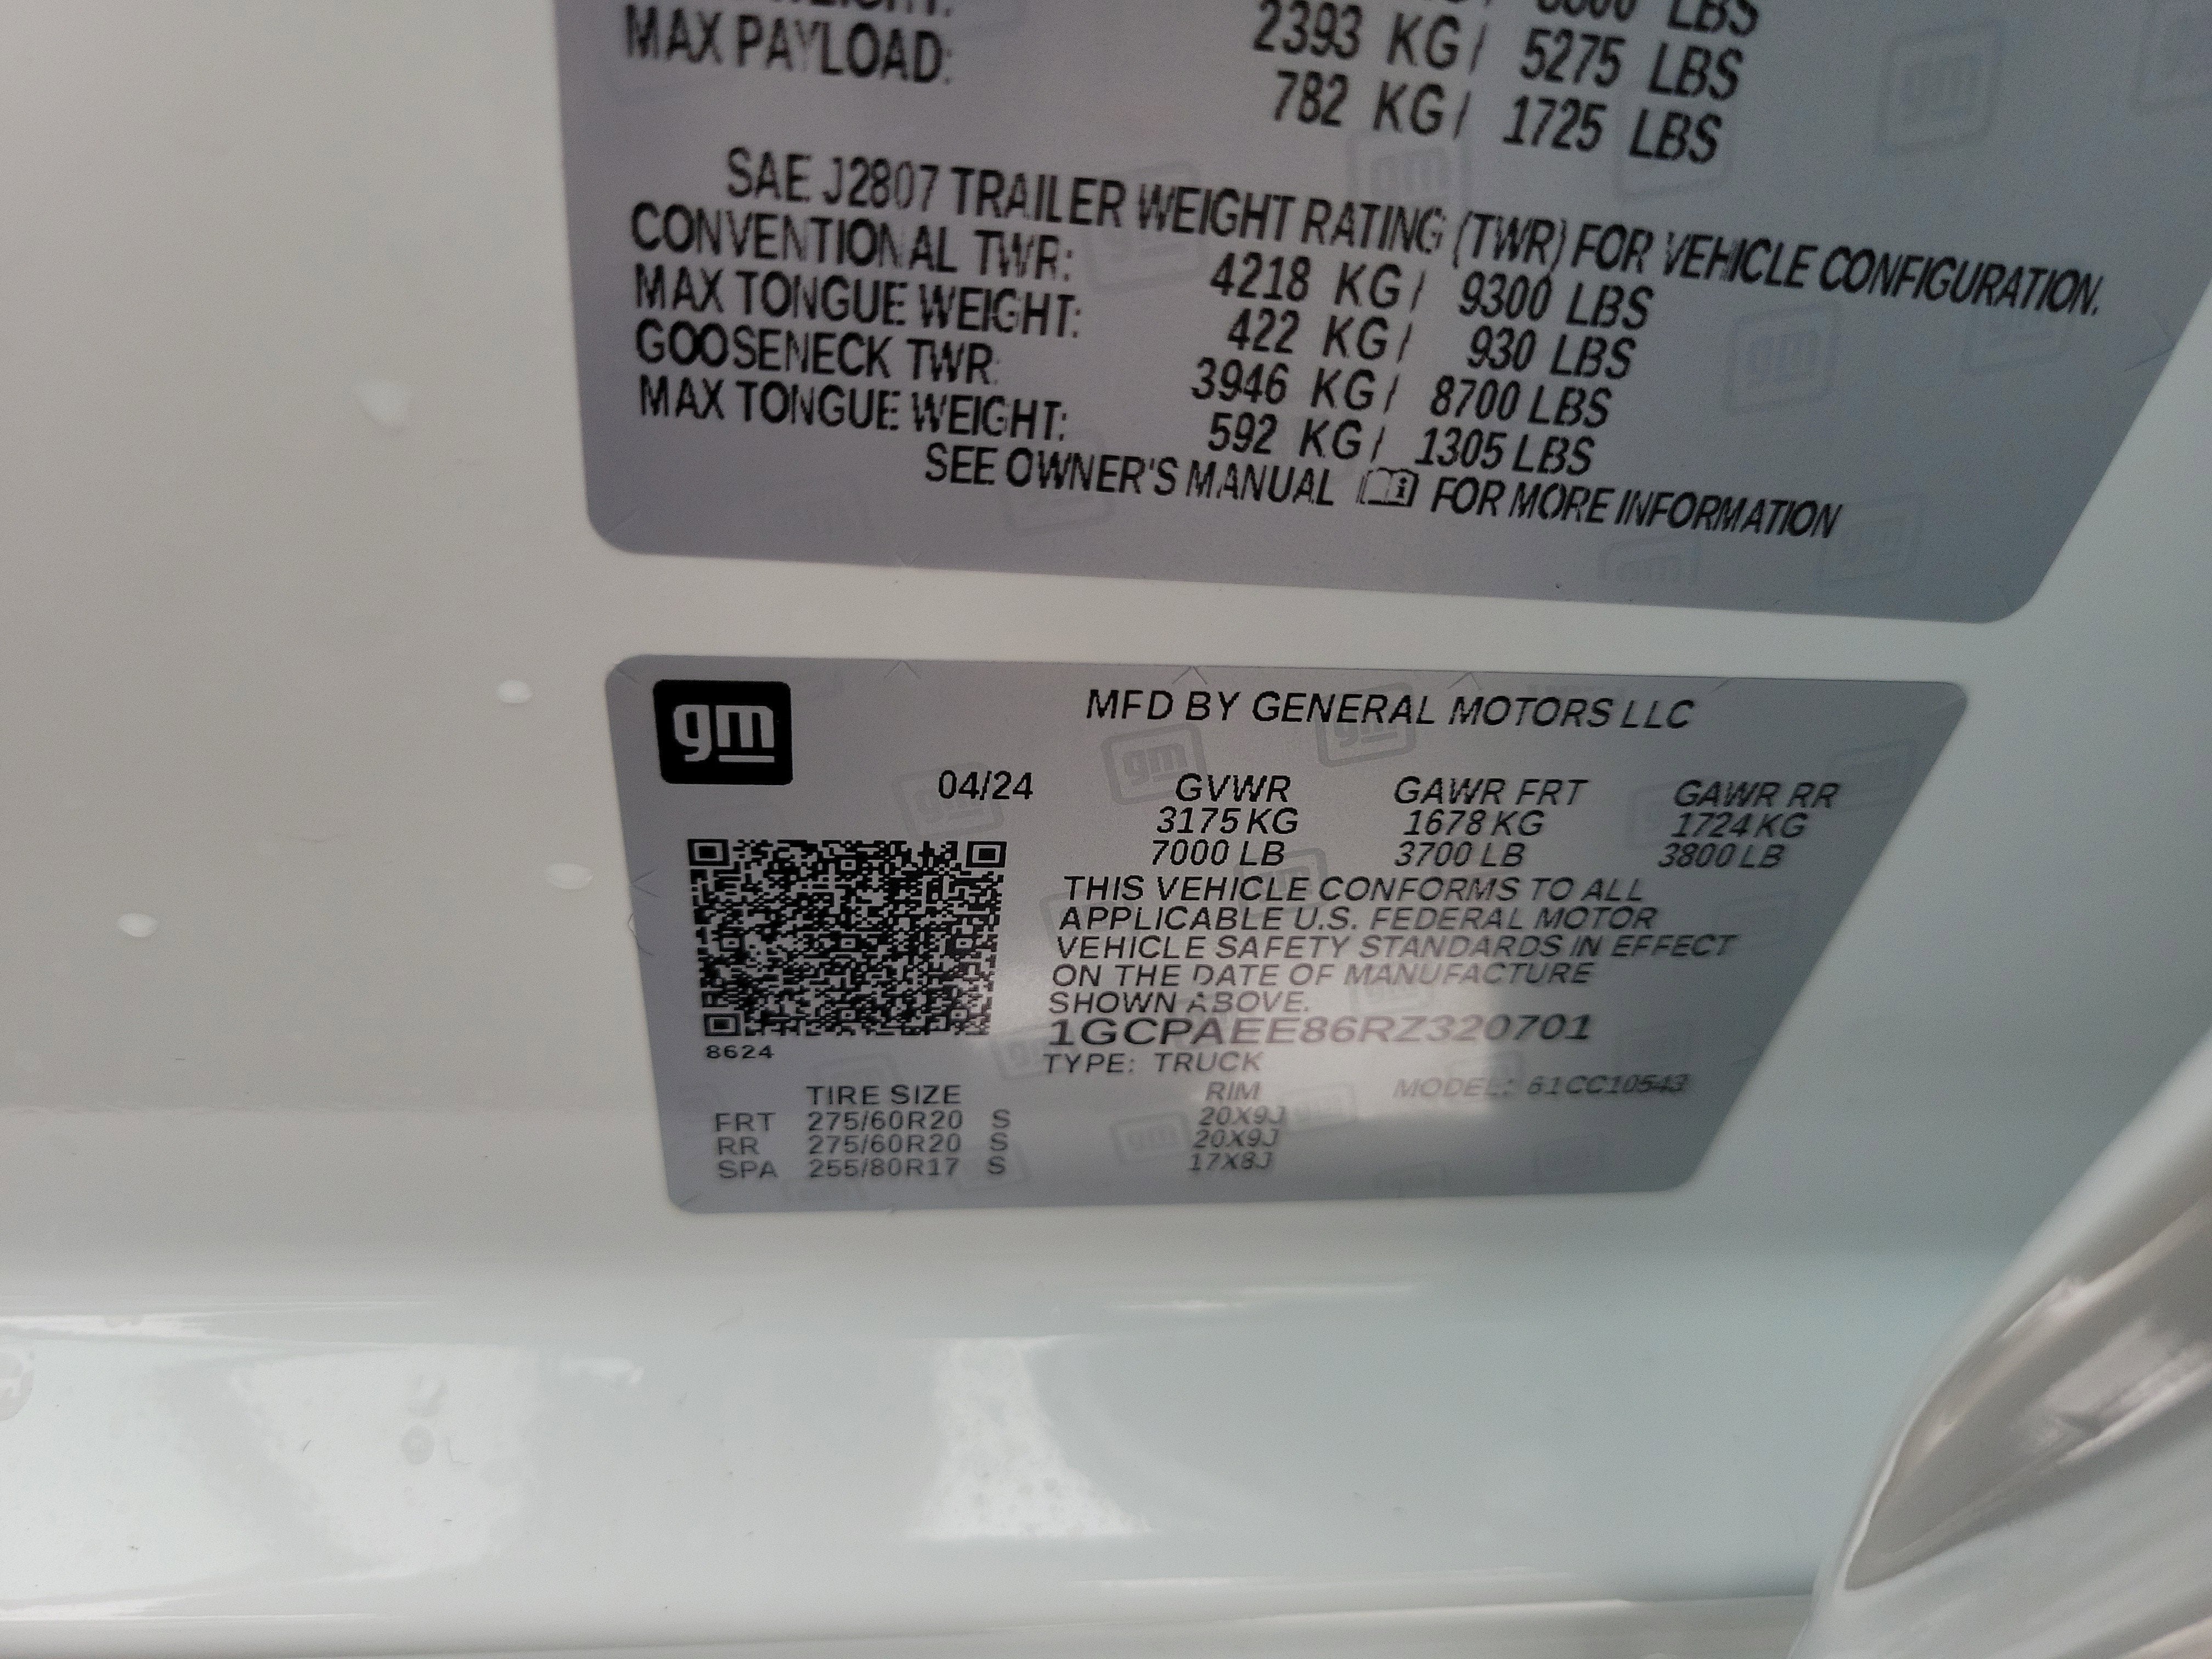 LBS
MAX PAYLOAD: 2393 KG/ 5275 LBS
782 KG/ 1725 LBS
SAE J2807 TRAILER WEIGHT RATING (TWR) FOR VEHICLE CONFIGURATION.
CONVENTIONAL TWR: 4218 KG/ 9300 LBS
MAX TONGUE WEIGHT: 422 KG/ 930 LBS
GOOSENECK TWR: 3946 KG/ 8700 LBS
MAX TONGUE WEIGHT: 592 KG/ 1305 LBS
SEE OWNER'S MANUAL FOR MORE INFORMATION
gm
MFD BY GENERAL MOTORS LLC
04/24 GVWR GAWR FRT GAWR RR
3175 KG 1678 KG 1724 KG
7000 LB 3700 LB 3800 LB
THIS VEHICLE CONFORMS TO ALL
APPLICABLE U.S. FEDERAL MOTOR
VEHICLE SAFETY STANDARDS IN EFFECT
ON THE DATE OF MANUFACTURE
SHOWN ABOVE.
1GCPAEE86RZ320701
8624
TYPE: TRUCK MODEL: 61CC10543
TIRE SIZE RIM
FRT 275/60R20 S 20X9J
RR 275/60R20 S 20X9J
SPA 255/80R17 S 17X8J